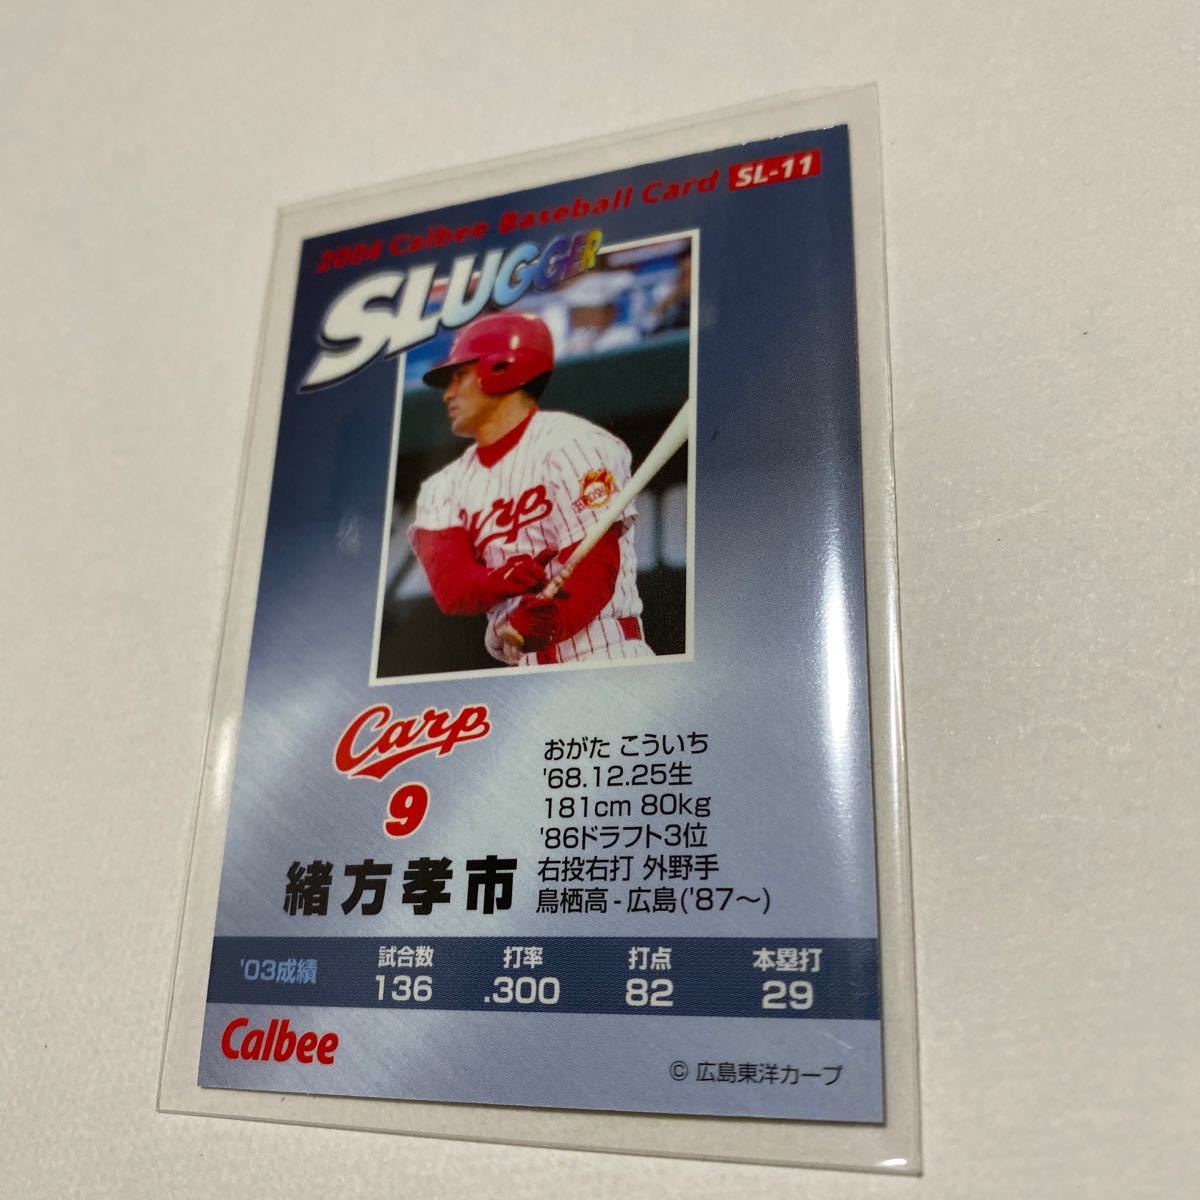 2004 Calbee Baseball Card SL-11
SLUGGER
Carp
Carp
9
緒方孝市
おがた こういち
'68.12.25生
181cm 80kg
'86ドラフト3位
右投右打 外野手
鳥栖高-広島('87〜)
'03成績
試合数 打率 打点 本塁打
136 .300 82 29
Calbee
© 広島東洋カープ